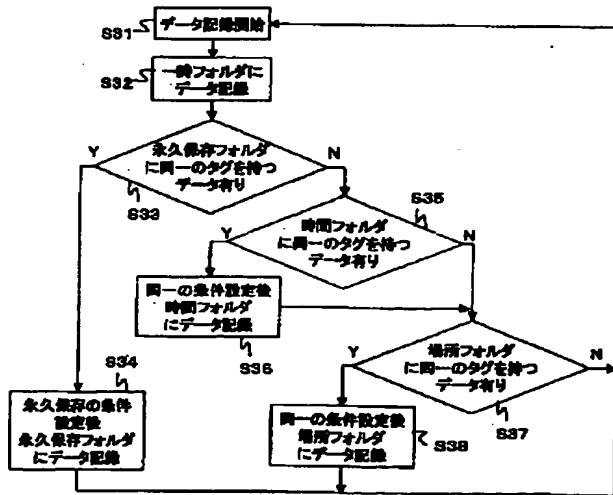 データ記録開始
S31
一時フォルダに
データ記録
S32
永久保存フォルダ
に同一のタグを持つ
データ有り
Y
N
S33
時間フォルダ
に同一のタグを持つ
データ有り
S35
Y
N
同一の条件設定後
時間フォルダ
にデータ記録
S36
場所フォルダ
に同一のタグを持つ
データ有り
Y
N
S37
S34
永久保存の条件
設定後
永久保存フォルダ
にデータ記録
同一の条件設定後
場所フォルダ
にデータ記録
S38